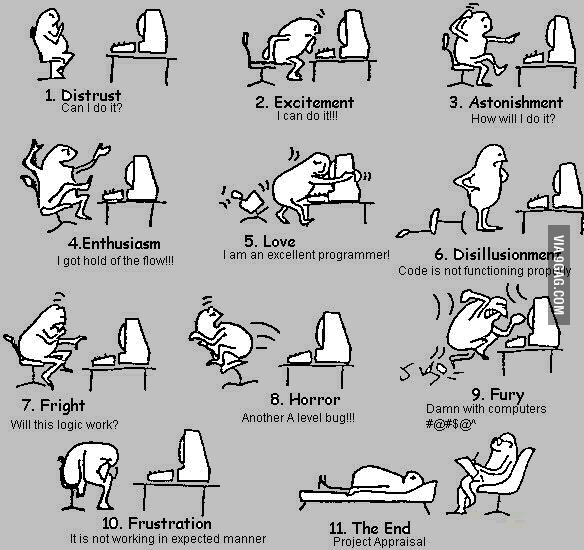 1. Distrust
Can I do it?
2. Excitement
I can do it!!!
3. Astonishment
How will I do it?
4.Enthusiasm
I got hold of the flow!!!
5. Love
I am an excellent programmer!
6. Disillusionment
Code is not functioning properly
VIA 9GAG.COM
7. Fright
Will this logic work?
8. Horror
Another A level bug!!!
9. Fury
Damn with computers
#@#$@^
10. Frustration
It is not working in expected manner
11. The End
Project Appraisal